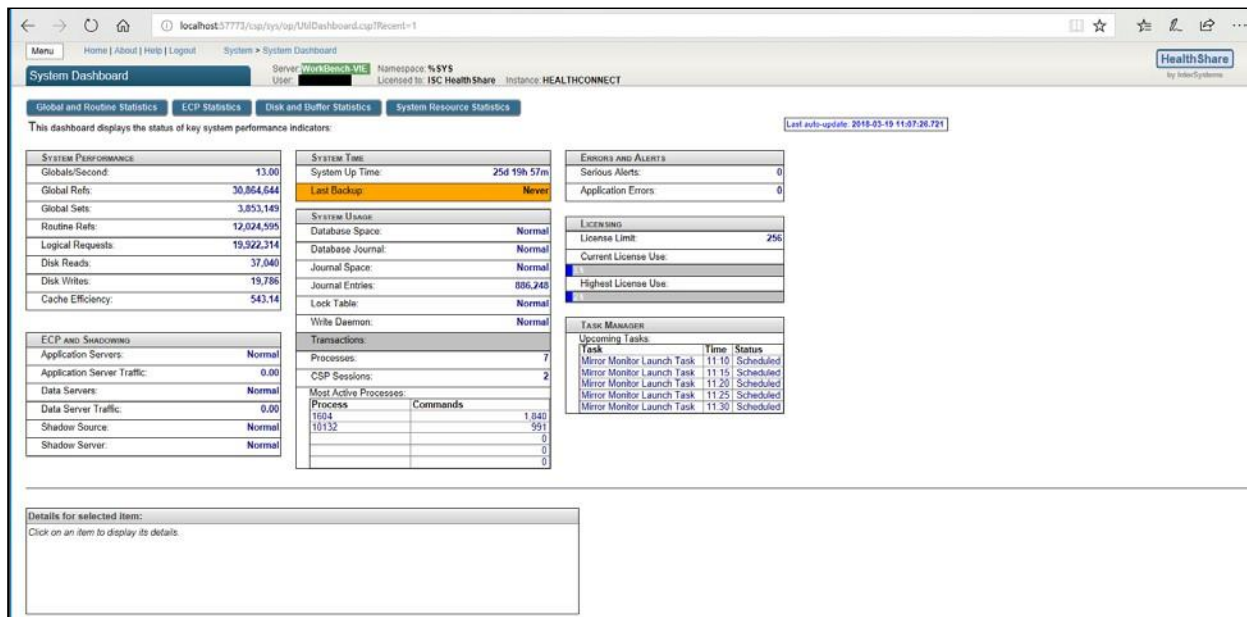 localhost:57773/csp/sys/op/UtilDashboard.csp?Recent=1
Menu Home | About | Help | Logout System > System Dashboard
System Dashboard
Server: WorkBench-VIE Namespace: %SYS
User: Licensed to: ISC HealthShare Instance: HEALTHCONNECT
HealthShare
by InterSystems
Global and Routine Statistics ECP Statistics Disk and Buffer Statistics System Resource Statistics
This dashboard displays the status of key system performance indicators:
Last auto-update: 2018-03-19 11:07:26.721
System Performance
Globals/Second: 13.00
Global Refs: 30,864,644
Global Sets: 3,853,149
Routine Refs: 12,024,595
Logical Requests: 19,922,314
Disk Reads: 37,040
Disk Writes: 19,786
Cache Efficiency: 543.14
ECP and Shadowing
Application Servers: Normal
Application Server Traffic: 0.00
Data Servers: Normal
Data Server Traffic: 0.00
Shadow Source: Normal
Shadow Server: Normal
System Time
System Up Time: 25d 19h 57m
Last Backup: Never
System Usage
Database Space: Normal
Database Journal: Normal
Journal Space: Normal
Journal Entries: 886,248
Lock Table: Normal
Write Daemon: Normal
Transactions:
Processes: 7
CSP Sessions: 2
Most Active Processes:
Process Commands
1604 1,840
10132 991
0
0
0
Errors and Alerts
Serious Alerts: 0
Application Errors: 0
Licensing
License Limit: 256
Current License Use:
Highest License Use:
Task Manager
Upcoming Tasks:
Task Time Status
Mirror Monitor Launch Task 11:10 Scheduled
Mirror Monitor Launch Task 11:15 Scheduled
Mirror Monitor Launch Task 11:20 Scheduled
Mirror Monitor Launch Task 11:25 Scheduled
Mirror Monitor Launch Task 11:30 Scheduled
Details for selected item:
Click on an item to display its details.